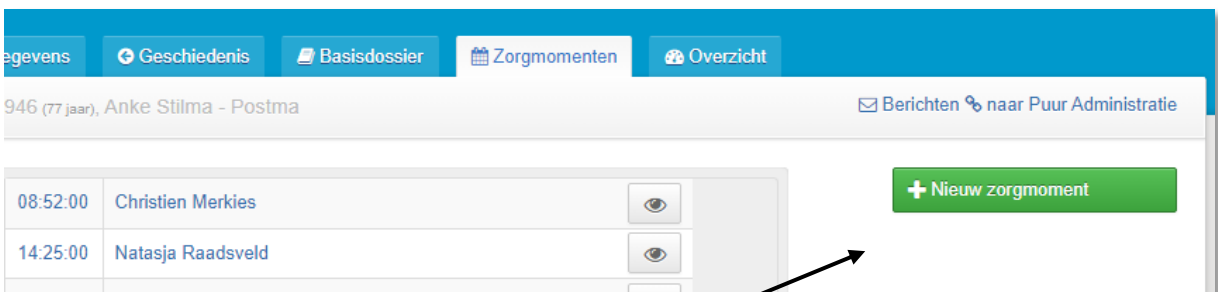 egevens Geschiedenis Basisdossier Zorgmomenten Overzicht
946 (77 jaar), Anke Stilma - Postma Berichten naar Puur Administratie
08:52:00 Christien Merkies
Nieuw zorgmoment
14:25:00 Natasja Raadsveld